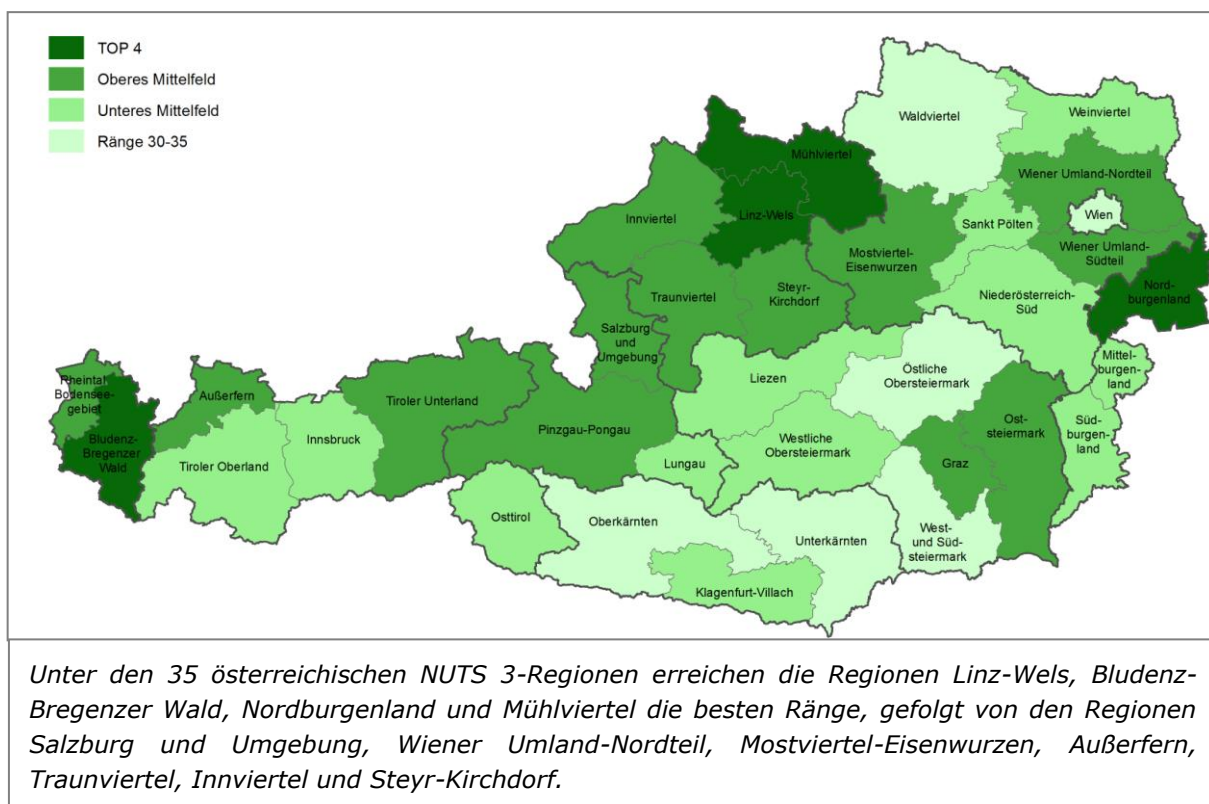 TOP 4
Oberes Mittelfeld
Unteres Mittelfeld
Ränge 30-35
Waldviertel
Weinviertel
Mühlviertel
Wiener Umland-Nordteil
Innviertel
Linz-Wels
Sankt Pölten
Wien
Mostviertel-
Eisenwurzen
Wiener Umland-
Südteil
Nord-
burgenland
Traunviertel
Steyr-
Kirchdorf
Niederösterreich-
Süd
Salzburg
und
Umgebung
Mittel-
burgen-
land
Rheintal
Bodensee-
gebiet
Außerfern
Tiroler Unterland
Liezen
Östliche
Obersteiermark
Bludenz-
Bregenzer
Wald
Tiroler Oberland
Innsbruck
Pinzgau-Pongau
Ost-
steiermark
Süd-
burgen-
land
Lungau
Westliche
Obersteiermark
Graz
Osttirol
Oberkärnten
Unterkärnten
West-
und Süd-
steiermark
Klagenfurt-Villach
Unter den 35 österreichischen NUTS 3-Regionen erreichen die Regionen Linz-Wels, Bludenz-
Bregenzer Wald, Nordburgenland und Mühlviertel die besten Ränge, gefolgt von den Regionen
Salzburg und Umgebung, Wiener Umland-Nordteil, Mostviertel-Eisenwurzen, Außerfern,
Traunviertel, Innviertel und Steyr-Kirchdorf.